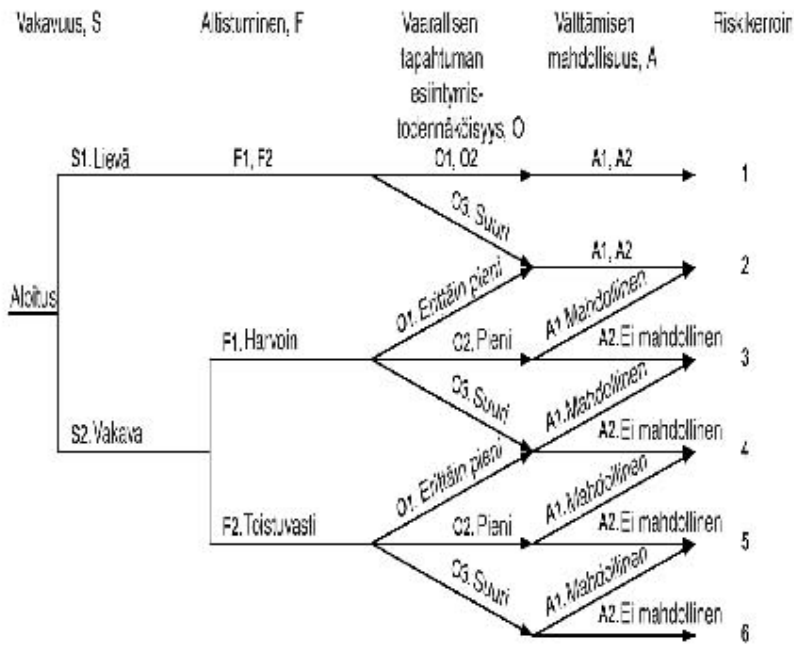 Vakavuus, S
Altistuminen, F
Vaarallisen
tapahtuman
esiintymis-
todennäköisyys, O
Välttämisen
mahdollisuus, A
Riskikerroin
S1. Lievä
F1, F2
O1, O2
A1, A2
1
O3. Suuri
A1, A2
2
Aloitus
O1. Erittäin pieni
A1. Mahdollinen
F1. Harvoin
O2. Pieni
A2. Ei mahdollinen
3
O3. Suuri
A1. Mahdollinen
S2. Vakava
A2. Ei mahdollinen
4
O1. Erittäin pieni
A1. Mahdollinen
F2. Toistuvasti
O2. Pieni
A2. Ei mahdollinen
5
O3. Suuri
A1. Mahdollinen
A2. Ei mahdollinen
6